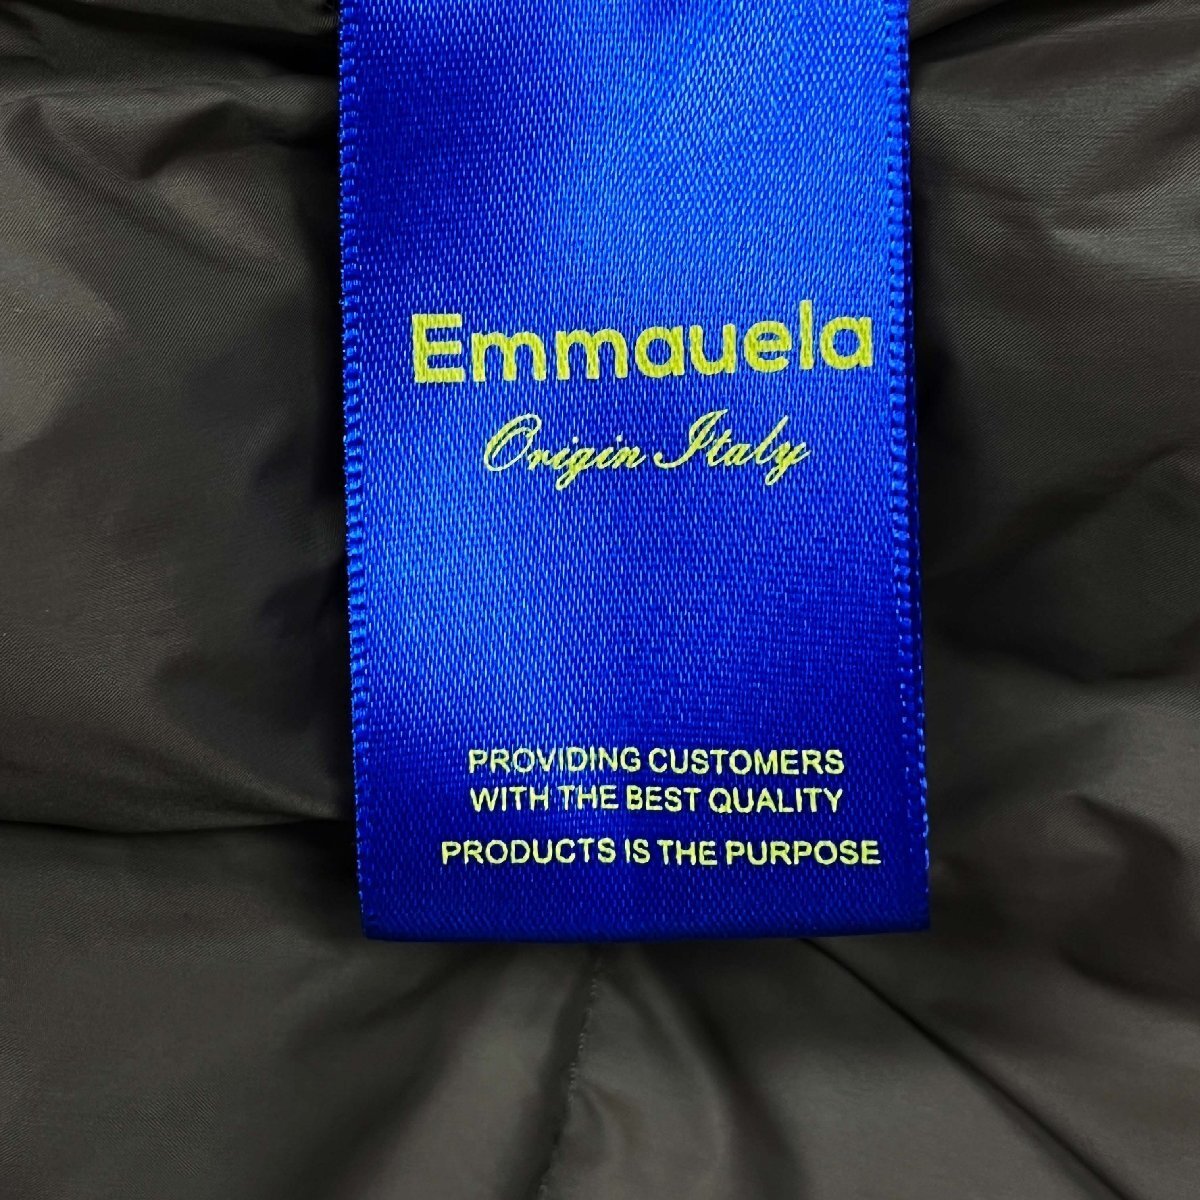 Emmauela
Origin Italy
PROVIDING CUSTOMERS
WITH THE BEST QUALITY
PRODUCTS IS THE PURPOSE